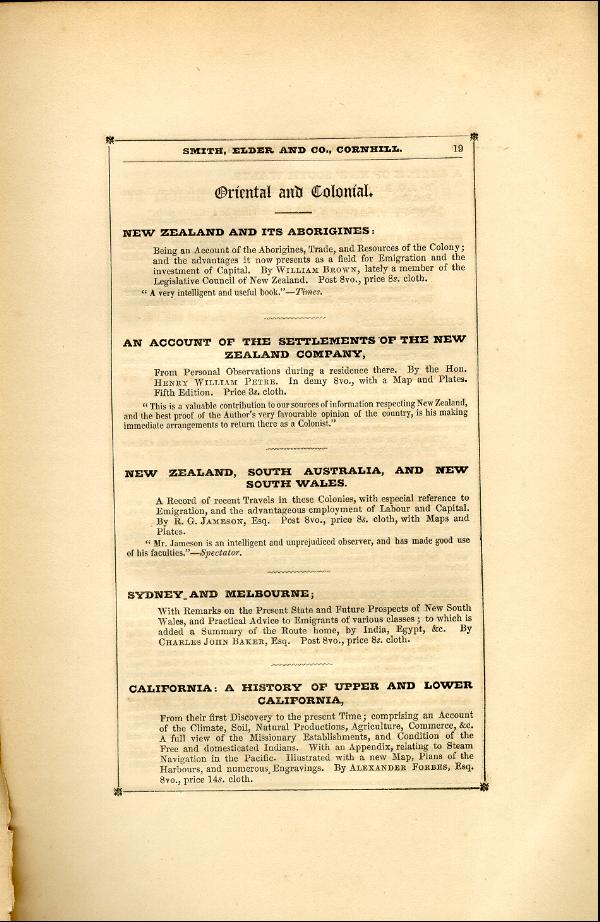 SMITH, ELDER AND CO., CORNHILL. 19
Oriental and Colonial.
NEW ZEALAND AND ITS ABORIGINES:
Being an Account of the Aborigines, Trade, and Resources of the Colony;
and the advantages it now presents as a field for Emigration and the
investment of Capital. By WILLIAM BROWN, lately a member of the
Legislative Council of New Zealand. Post 8vo., price 8s. cloth.
"A very intelligent and useful book."—Times.
AN ACCOUNT OF THE SETTLEMENTS OF THE NEW
ZEALAND COMPANY,
From Personal Observations during a residence there. By the Hon.
HENRY WILLIAM PETRE. In demy 8vo., with a Map and Plates.
Fifth Edition. Price 3s. cloth.
"This is a valuable contribution to our sources of information respecting New Zealand,
and the best proof of the Author's very favourable opinion of the country, is his making
immediate arrangements to return there as a Colonist."
NEW ZEALAND, SOUTH AUSTRALIA, AND NEW
SOUTH WALES.
A Record of recent Travels in these Colonies, with especial reference to
Emigration, and the advantageous employment of Labour and Capital.
By R. G. JAMESON, Esq. Post 8vo., price 8s. cloth, with Maps and
Plates.
"Mr. Jameson is an intelligent and unprejudiced observer, and has made good use
of his faculties."—Spectator.
SYDNEY AND MELBOURNE;
With Remarks on the Present State and Future Prospects of New South
Wales, and Practical Advice to Emigrants of various classes; to which is
added a Summary of the Route home, by India, Egypt, &c. By
CHARLES JOHN BAKER, Esq. Post 8vo., price 8s. cloth.
CALIFORNIA: A HISTORY OF UPPER AND LOWER
CALIFORNIA,
From their first Discovery to the present Time; comprising an Account
of the Climate, Soil, Natural Productions, Agriculture, Commerce, &c.
A full view of the Missionary Establishments, and Condition of the
Free and domesticated Indians. With an Appendix, relating to Steam
Navigation in the Pacific. Illustrated with a new Map, Plans of the
Harbours, and numerous Engravings. By ALEXANDER FORBES, Esq.
8vo., price 14s. cloth.